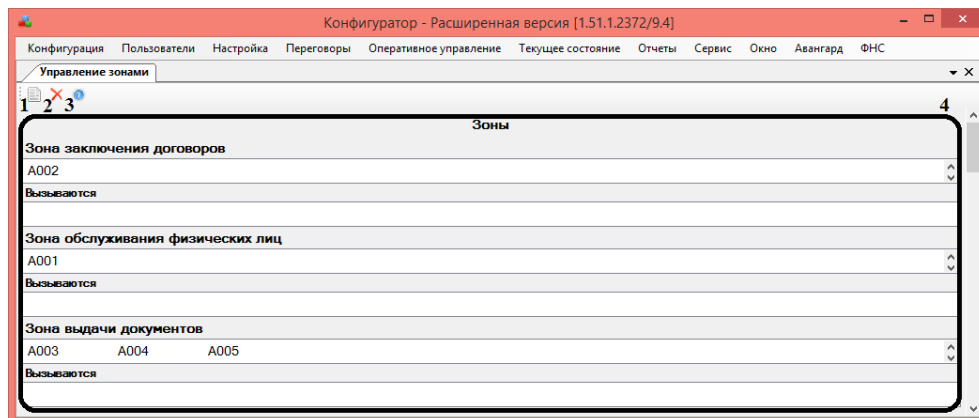 Конфигуратор - Расширенная версия [1.51.1.2372/9.4]
Конфигурация Пользователи Настройка Переговоры Оперативное управление Текущее состояние Отчеты Сервис Окно Авангард ФНС
Управление зонами
1 2 3 4
Зоны
Зона заключения договоров
A002
Вызываются
Зона обслуживания физических лиц
A001
Вызываются
Зона выдачи документов
A003 A004 A005
Вызываются